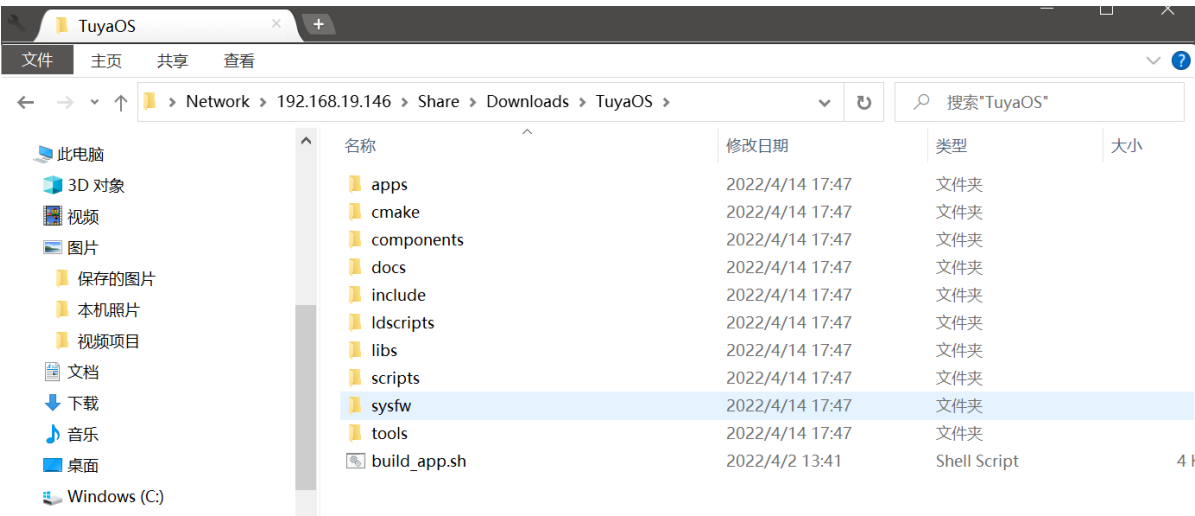 TuyaOS
文件 主页 共享 查看
Network > 192.168.19.146 > Share > Downloads > TuyaOS >
搜索"TuyaOS"
此电脑
3D 对象
视频
图片
保存的图片
本机照片
视频项目
文档
下载
音乐
桌面
Windows (C:)
名称 修改日期 类型 大小
apps 2022/4/14 17:47 文件夹
cmake 2022/4/14 17:47 文件夹
components 2022/4/14 17:47 文件夹
docs 2022/4/14 17:47 文件夹
include 2022/4/14 17:47 文件夹
ldscripts 2022/4/14 17:47 文件夹
libs 2022/4/14 17:47 文件夹
scripts 2022/4/14 17:47 文件夹
sysfw 2022/4/14 17:47 文件夹
tools 2022/4/14 17:47 文件夹
build_app.sh 2022/4/2 13:41 Shell Script 4